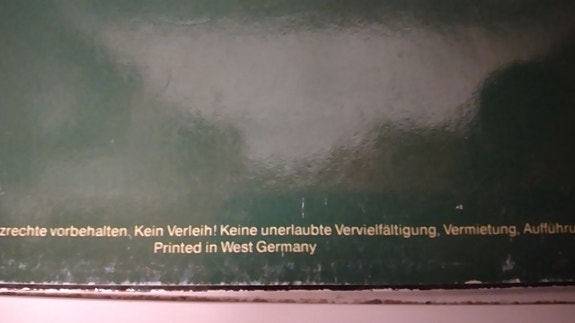 zrechte vorbehalten, Kein Verleih! Keine unerlaubte Vervielfältigung, Vermietung, Aufführu
Printed in West Germany